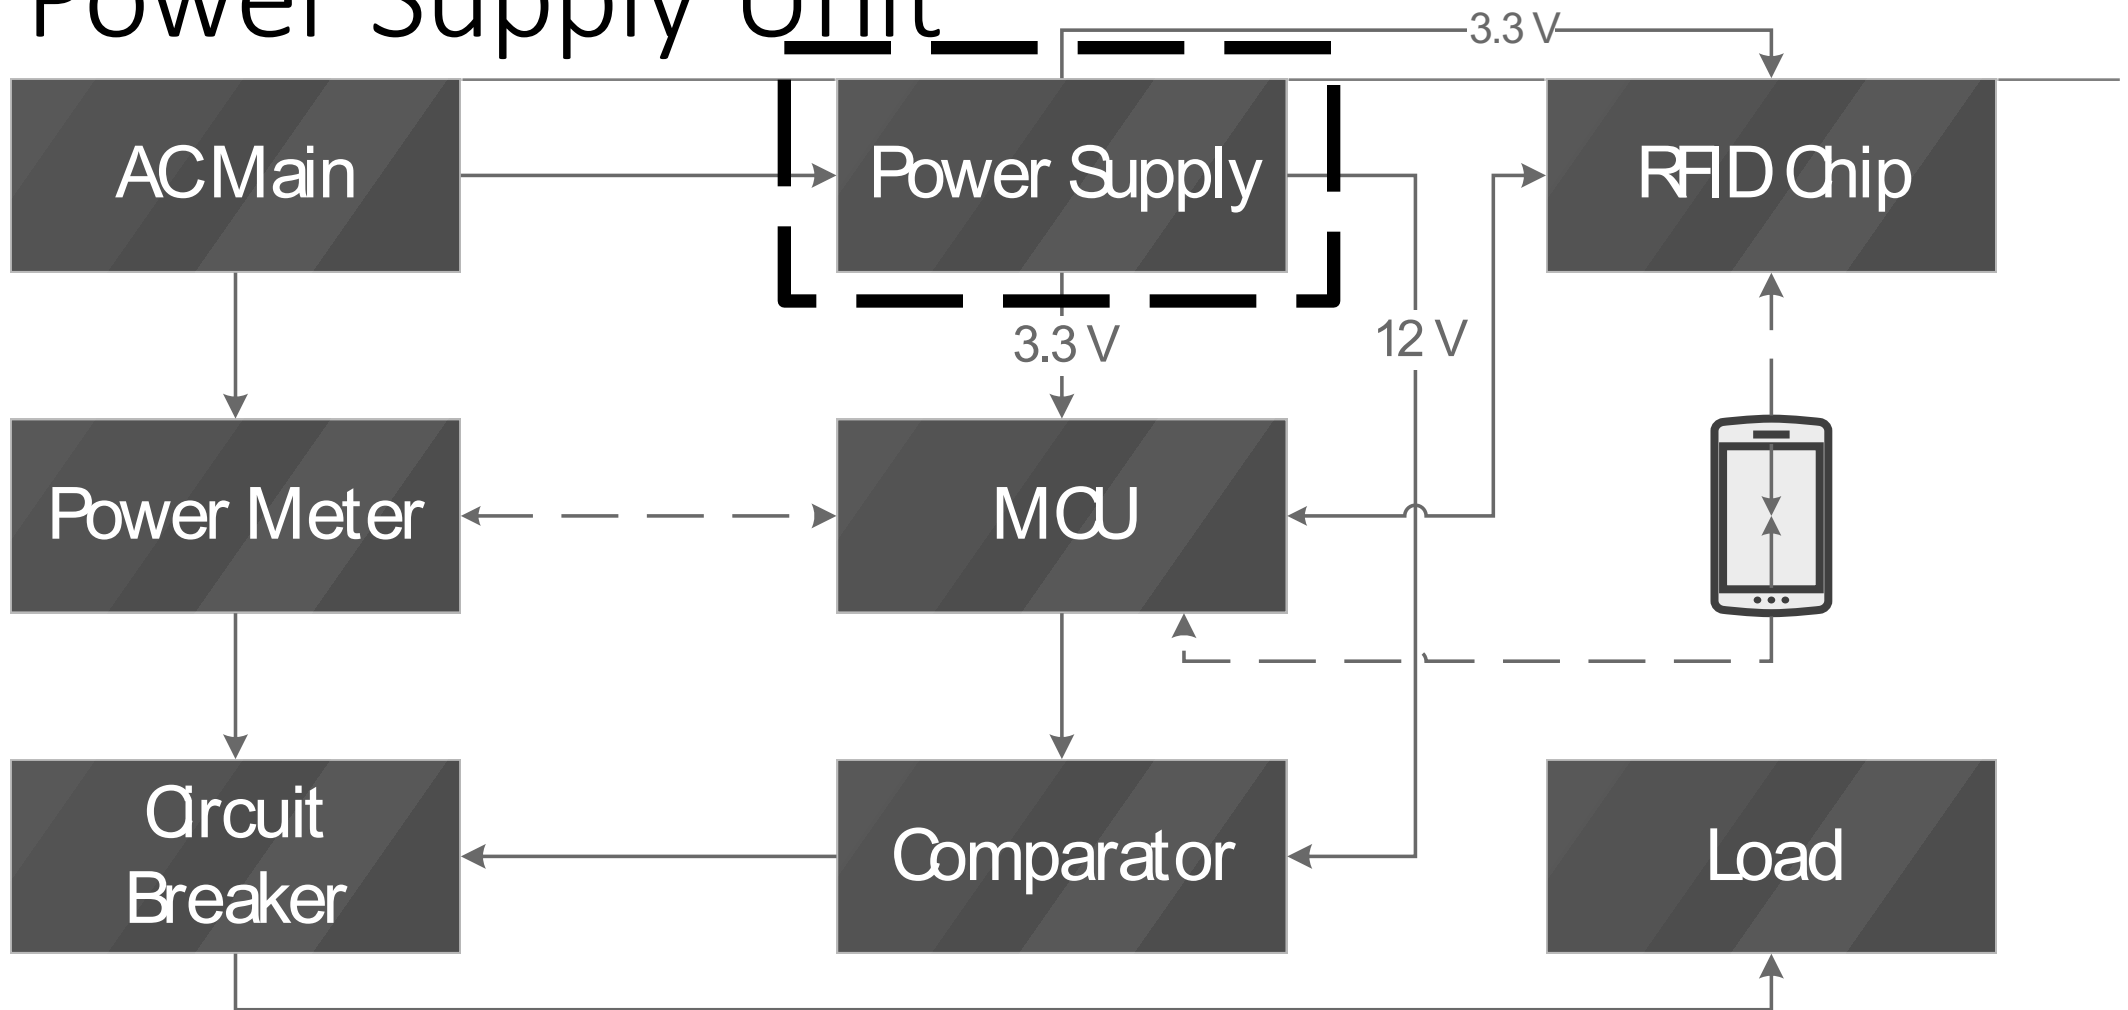 Power Supply Unit
3.3 V
AC Main
Power Supply
RFID Chip
3.3 V
12 V
Power Meter
MCU
Circuit
Breaker
Comparator
Load